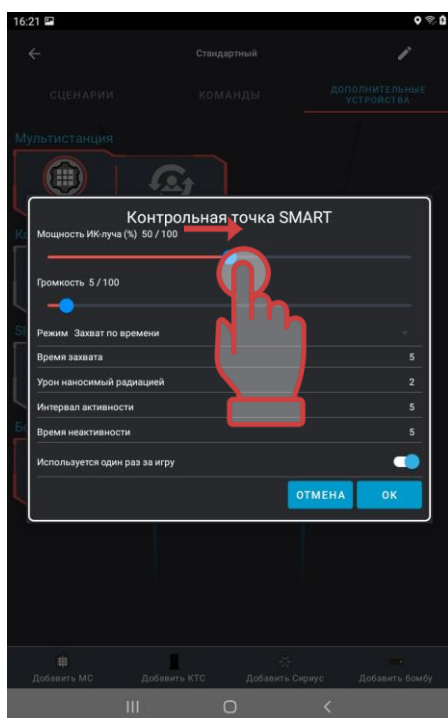 16:21
Стандартный
СЦЕНАРИИ КОМАНДЫ ДОПОЛНИТЕЛЬНЫЕ УСТРОЙСТВА
Мультистанция
Контрольная точка SMART
Мощность ИК-луча (%) 50 / 100
Громкость 5 / 100
Режим Захват по времени
Время захвата 5
Урон наносимый радиацией 2
Интервал активности 5
Время неактивности 5
Используется один раз за игру
ОТМЕНА ОК
Добавить МС Добавить КТС Добавить Сириус Добавить бомбу